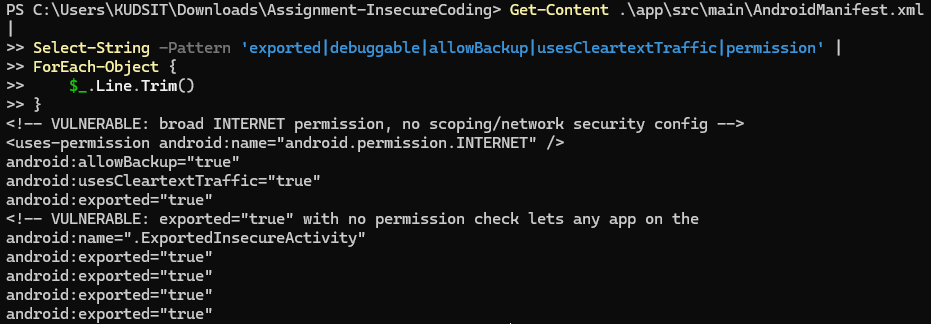 PS C:\Users\KUDSIT\Downloads\Assignment-InsecureCoding> Get-Content .\app\src\main\AndroidManifest.xml
|
>> Select-String -Pattern 'exported|debuggable|allowBackup|usesCleartextTraffic|permission' |
>> ForEach-Object {
>>     $_.Line.Trim()
>> }
<!-- VULNERABLE: broad INTERNET permission, no scoping/network security config -->
<uses-permission android:name="android.permission.INTERNET" />
android:allowBackup="true"
android:usesCleartextTraffic="true"
android:exported="true"
<!-- VULNERABLE: exported="true" with no permission check lets any app on the
android:name=".ExportedInsecureActivity"
android:exported="true"
android:exported="true"
android:exported="true"
android:exported="true"